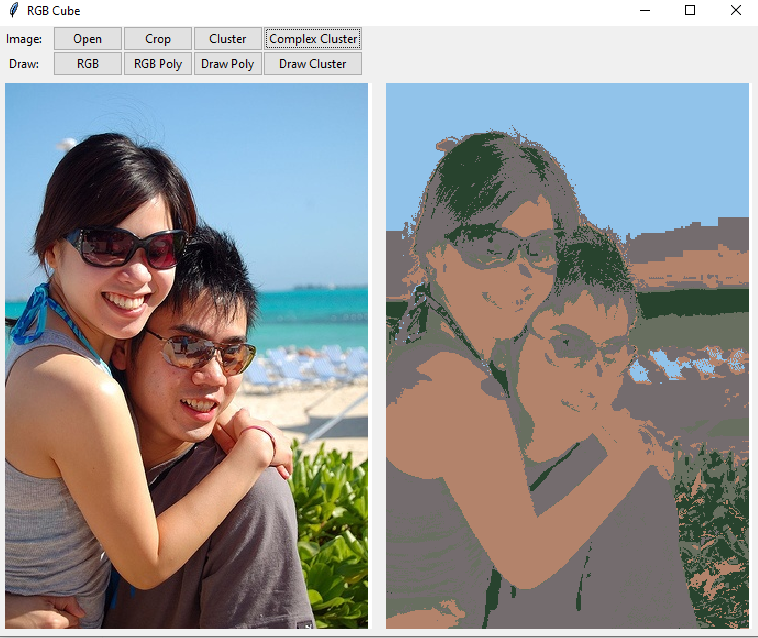 RGB Cube
Image: Open Crop Cluster Complex Cluster
Draw: RGB RGB Poly Draw Poly Draw Cluster